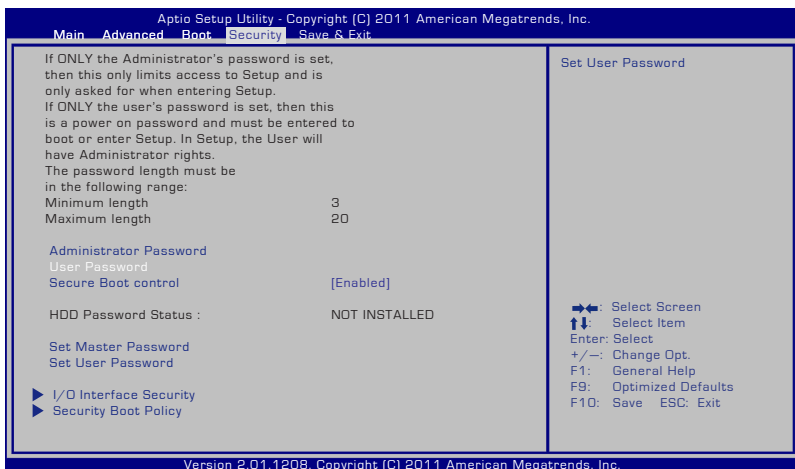 Aptio Setup Utility - Copyright (C) 2011 American Megatrends, Inc.
Main Advanced Boot Security Save & Exit
If ONLY the Administrator's password is set,
then this only limits access to Setup and is
only asked for when entering Setup.
If ONLY the user's password is set, then this
is a power on password and must be entered to
boot or enter Setup. In Setup, the User will
have Administrator rights.
The password length must be
in the following range:
Minimum length 3
Maximum length 20
Administrator Password
User Password
Secure Boot control [Enabled]
HDD Password Status : NOT INSTALLED
Set Master Password
Set User Password
I/O Interface Security
Security Boot Policy
Set User Password
→←: Select Screen
↑↓: Select Item
Enter: Select
+/—: Change Opt.
F1: General Help
F9: Optimized Defaults
F10: Save ESC: Exit
Version 2.01.1208. Copyright (C) 2011 American Megatrends, Inc.